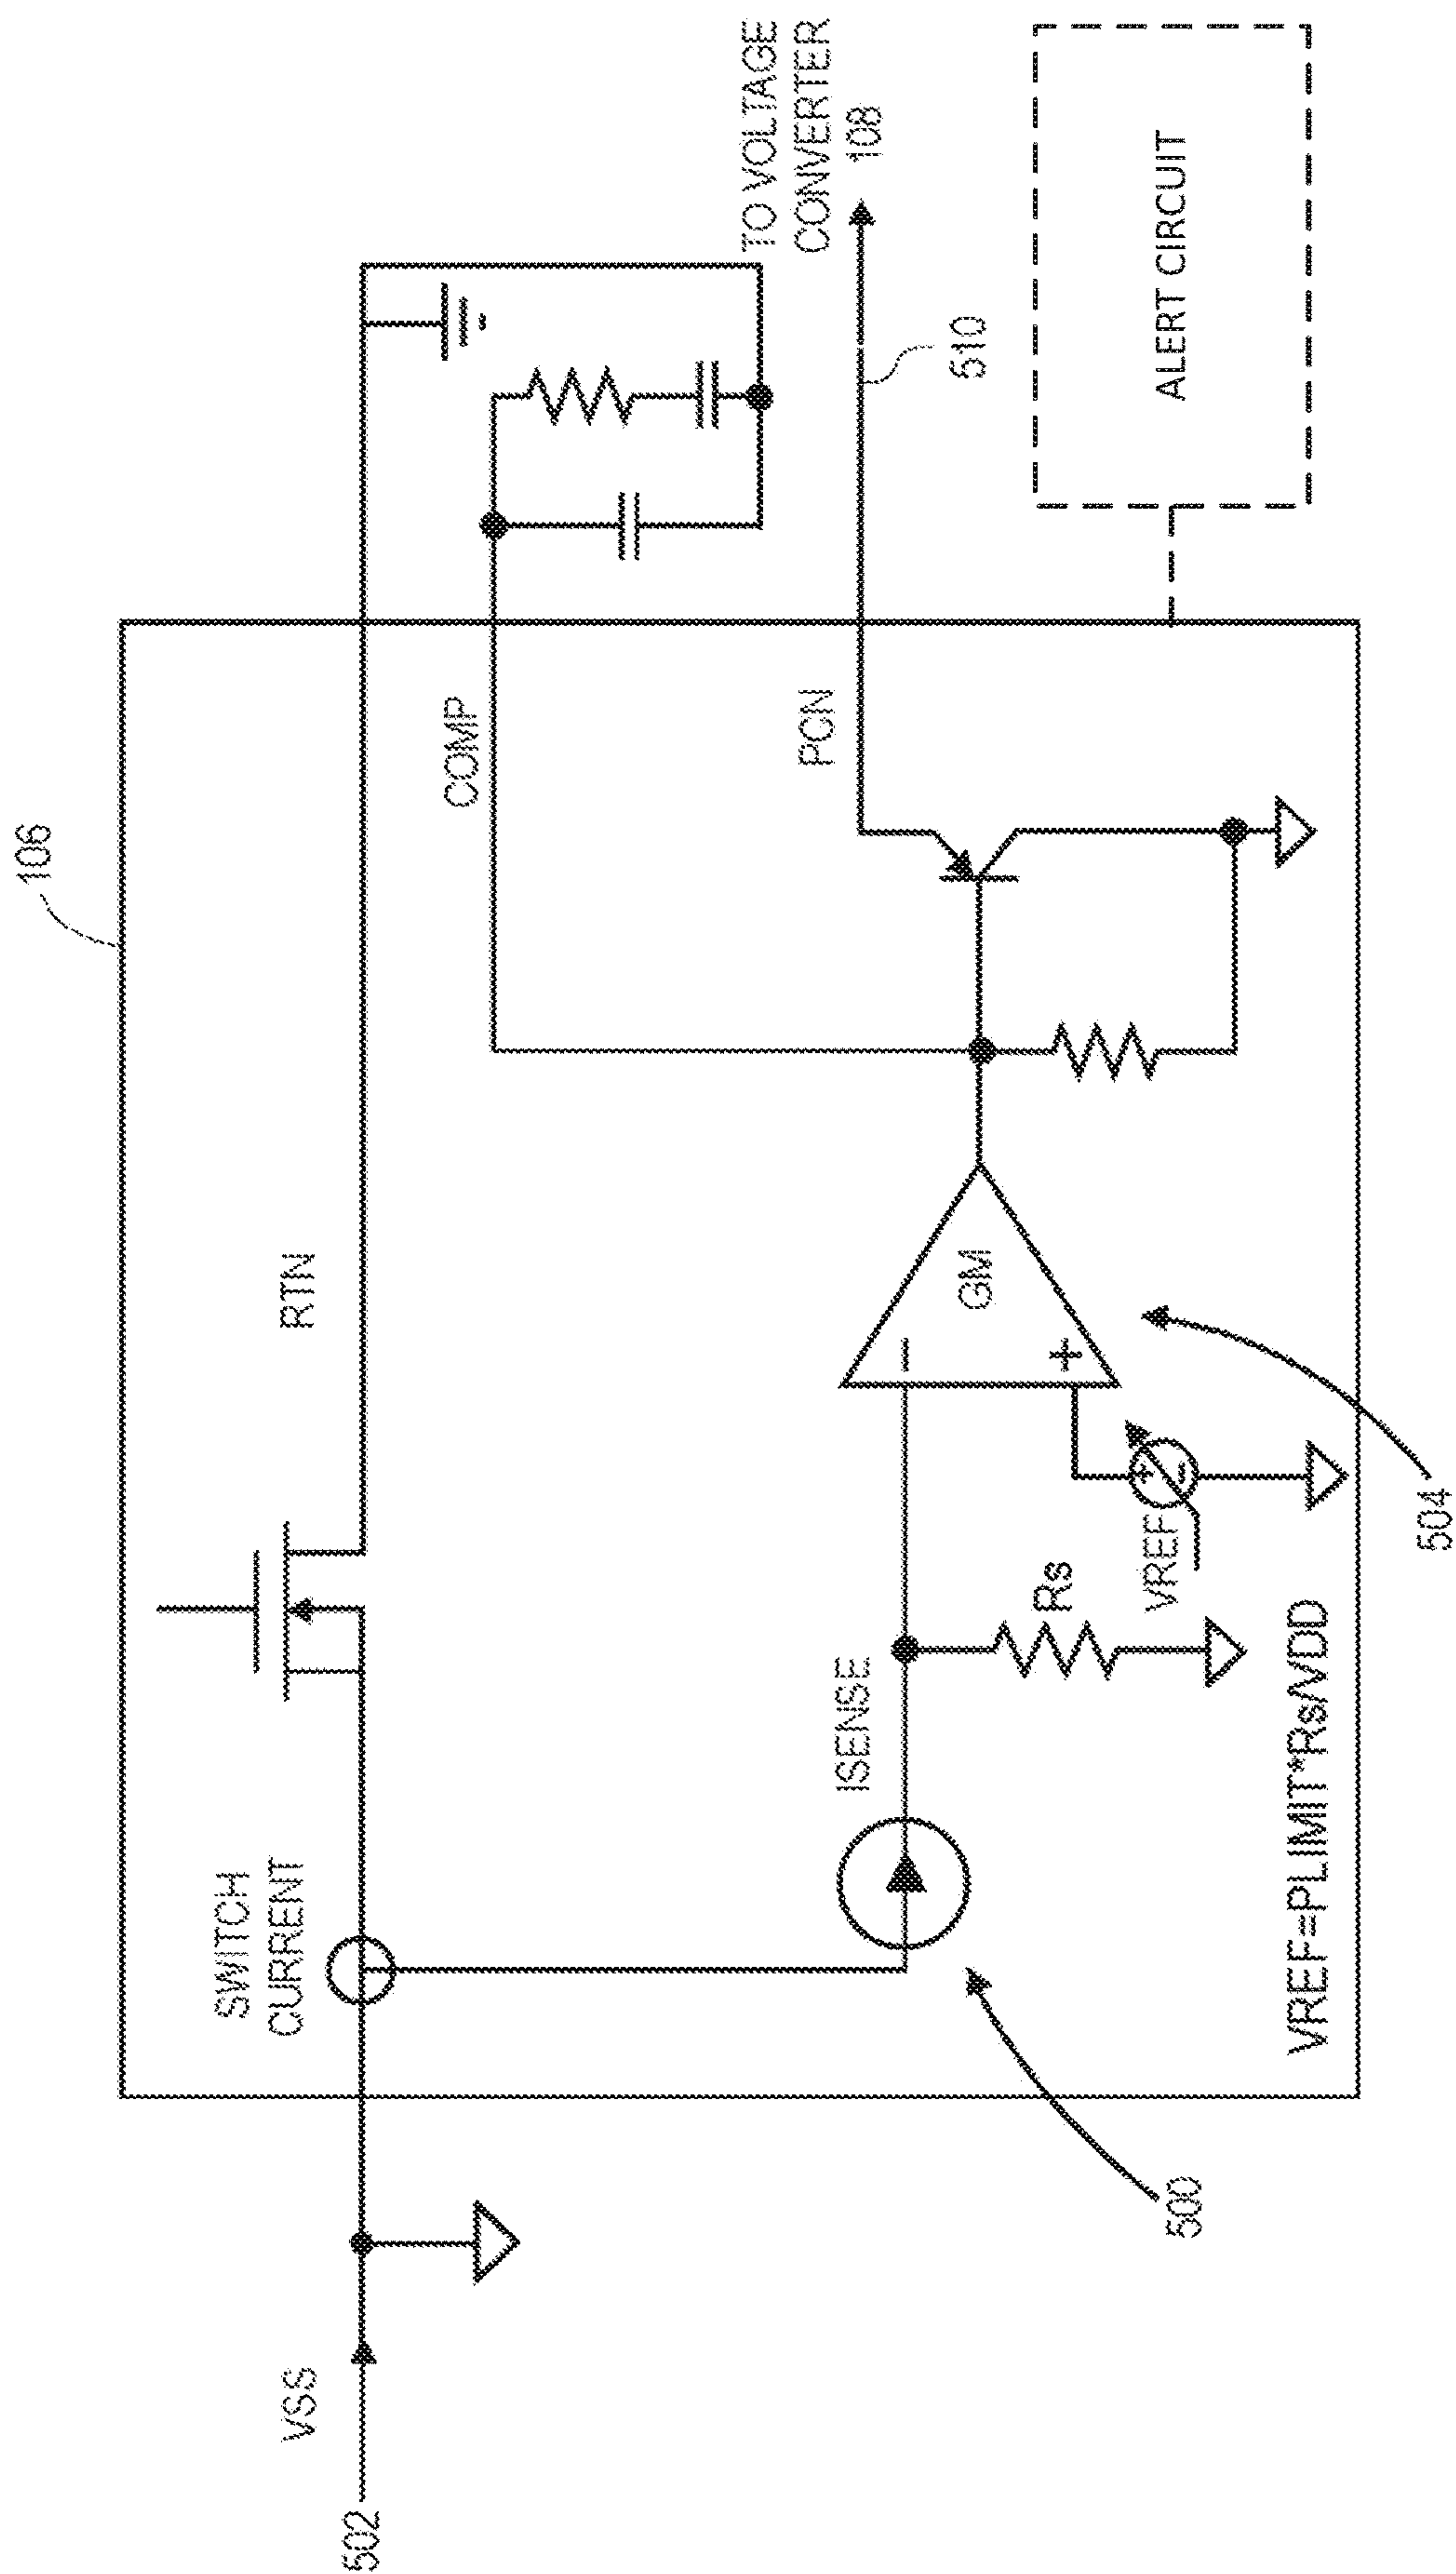 106
502
VSS
SWITCH
CURRENT
RTN
COMP
TO VOLTAGE
CONVERTER
108
PCN
510
ISENSE
Rs
GM
−
+
VREF
+
−
VREF=PLIMIT*Rs/VDD
500
504
ALERT CIRCUIT